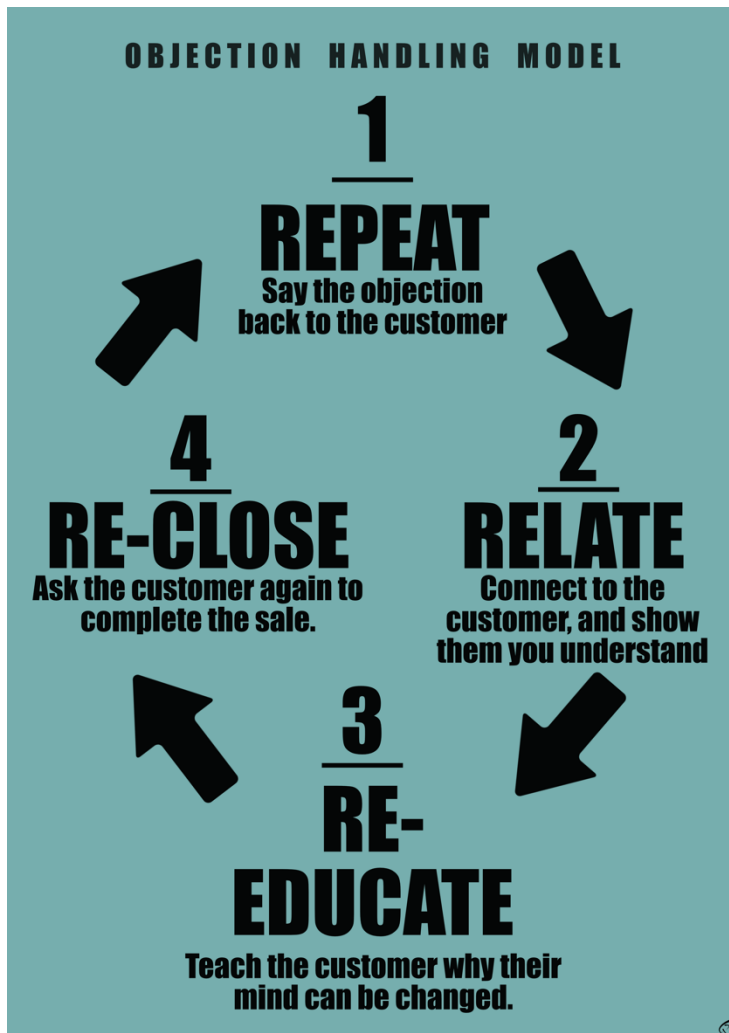 OBJECTION HANDLING MODEL
1
REPEAT
Say the objection
back to the customer
2
RELATE
Connect to the
customer, and show
them you understand
3
RE-
EDUCATE
Teach the customer why their
mind can be changed.
4
RE-CLOSE
Ask the customer again to
complete the sale.